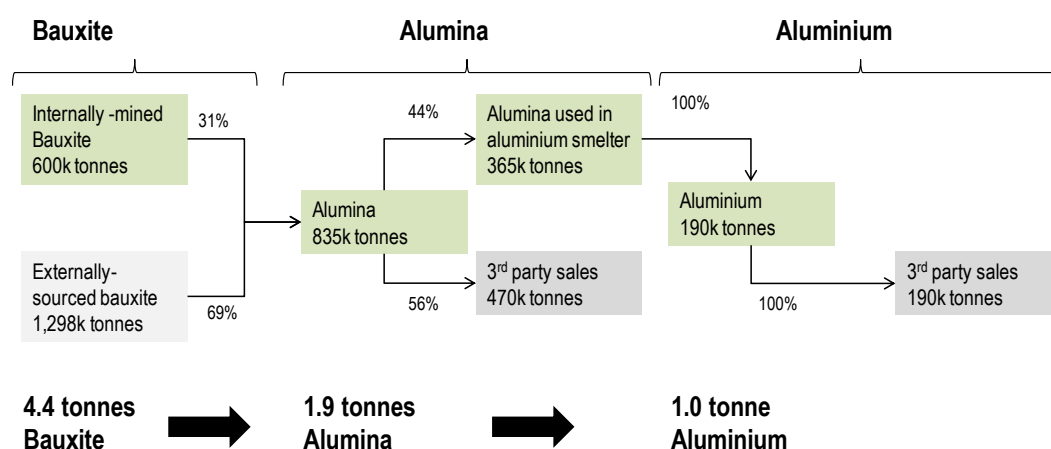 Bauxite
Alumina
Aluminium
Internally -mined
Bauxite
600k tonnes
31%
44%
Alumina used in
aluminium smelter
365k tonnes
100%
Alumina
835k tonnes
Aluminium
190k tonnes
Externally-
sourced bauxite
1,298k tonnes
69%
56%
3rd party sales
470k tonnes
100%
3rd party sales
190k tonnes
4.4 tonnes
Bauxite
1.9 tonnes
Alumina
1.0 tonne
Aluminium